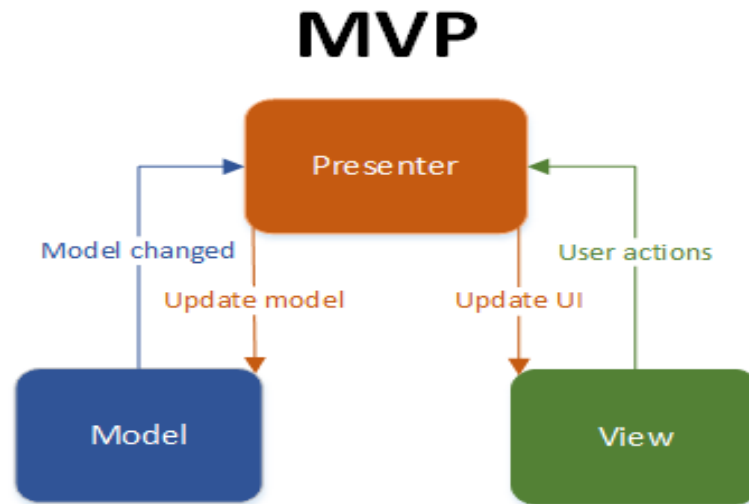 MVP
Presenter
Model changed
User actions
Update model
Update UI
Model
View